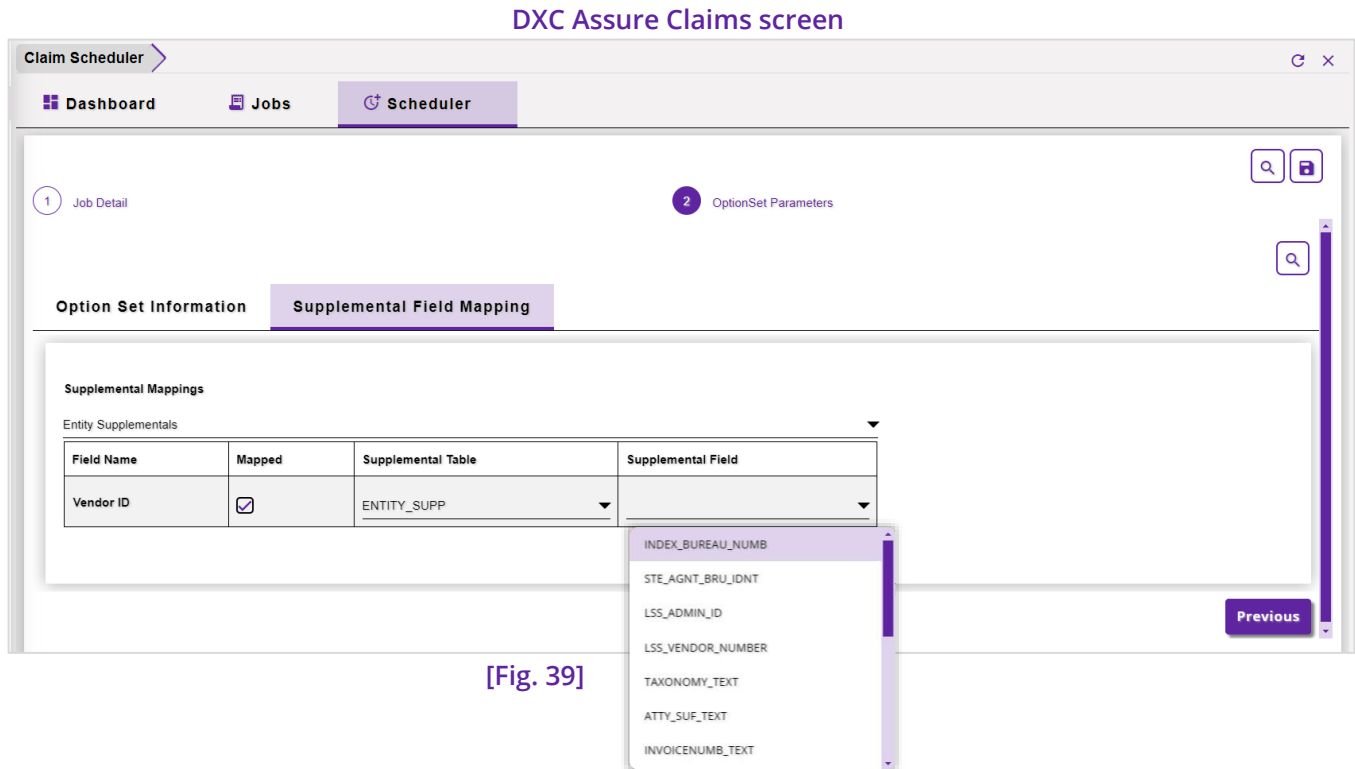 DXC Assure Claims screen
Claim Scheduler
Dashboard Jobs Scheduler
1 Job Detail 2 OptionSet Parameters
Option Set Information Supplemental Field Mapping
Supplemental Mappings
Entity Supplementals
Field Name Mapped Supplemental Table Supplemental Field
Vendor ID ENTITY_SUPP
INDEX_BUREAU_NUMB
STE_AGNT_BRU_IDNT
LSS_ADMIN_ID
LSS_VENDOR_NUMBER
TAXONOMY_TEXT
ATTY_SUF_TEXT
INVOICENUMB_TEXT
Previous
[Fig. 39]